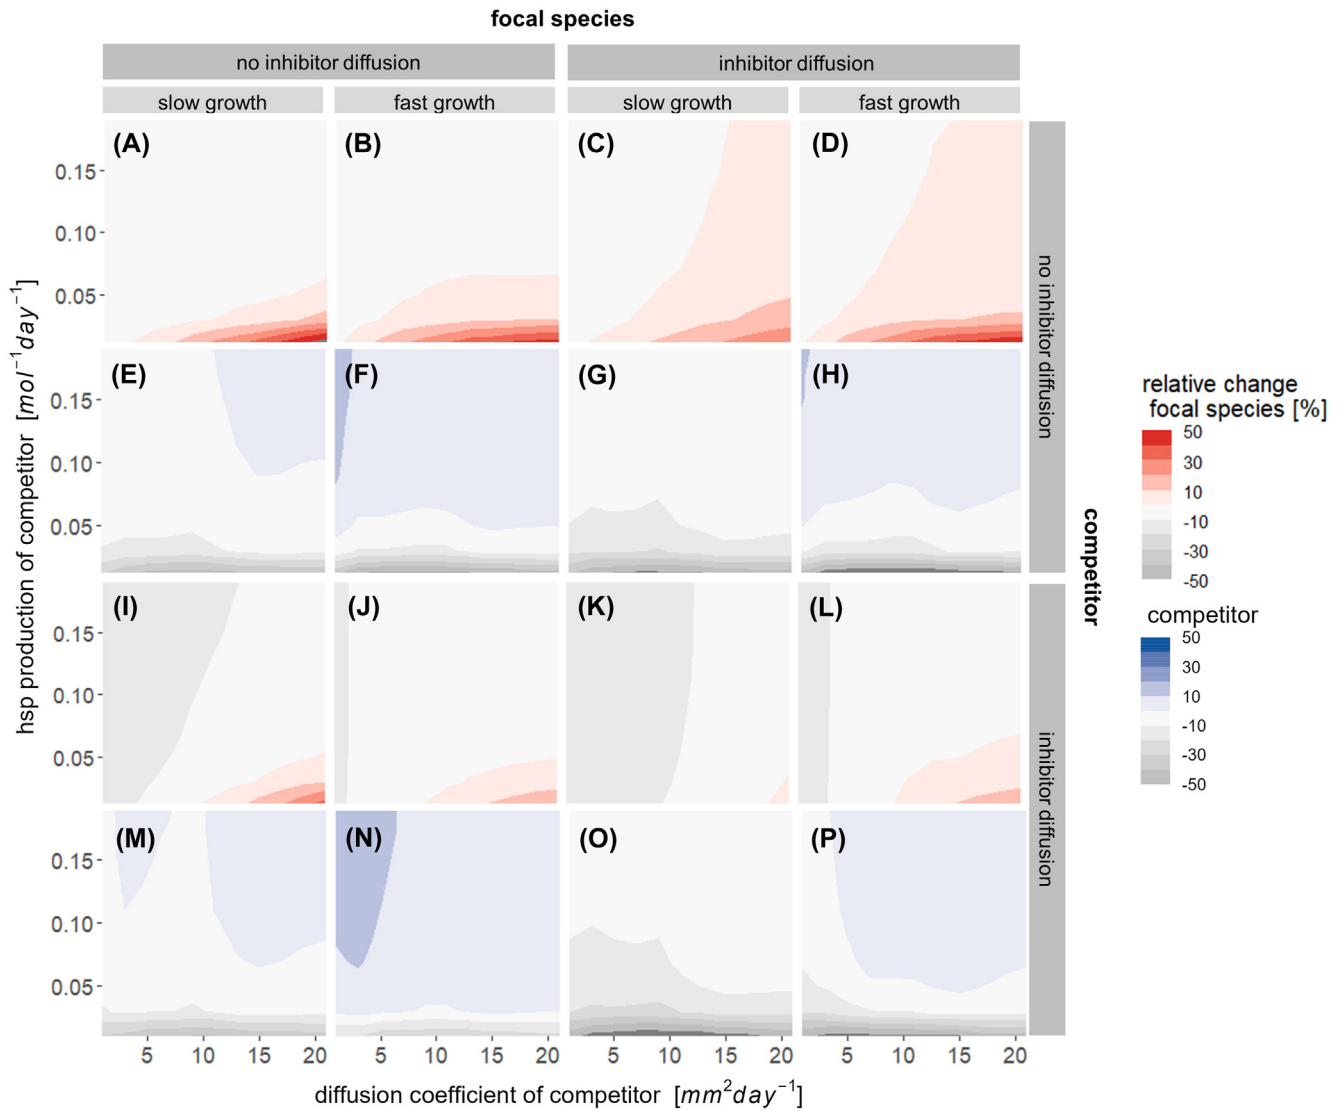 focal species
no inhibitor diffusion
inhibitor diffusion
slow growth
fast growth
slow growth
fast growth
(A)
(B)
(C)
(D)
0.15
0.10
0.05
(E)
(F)
(G)
(H)
0.15
0.10
0.05
no inhibitor diffusion
(I)
(J)
(K)
(L)
0.15
0.10
0.05
(M)
(N)
(O)
(P)
0.15
0.10
0.05
inhibitor diffusion
competitor
hsp production of competitor [mol⁻¹day⁻¹]
5 10 15 20
5 10 15 20
5 10 15 20
5 10 15 20
diffusion coefficient of competitor [mm²day⁻¹]
relative change
focal species [%]
50
30
10
-10
-30
-50
competitor
50
30
10
-10
-30
-50